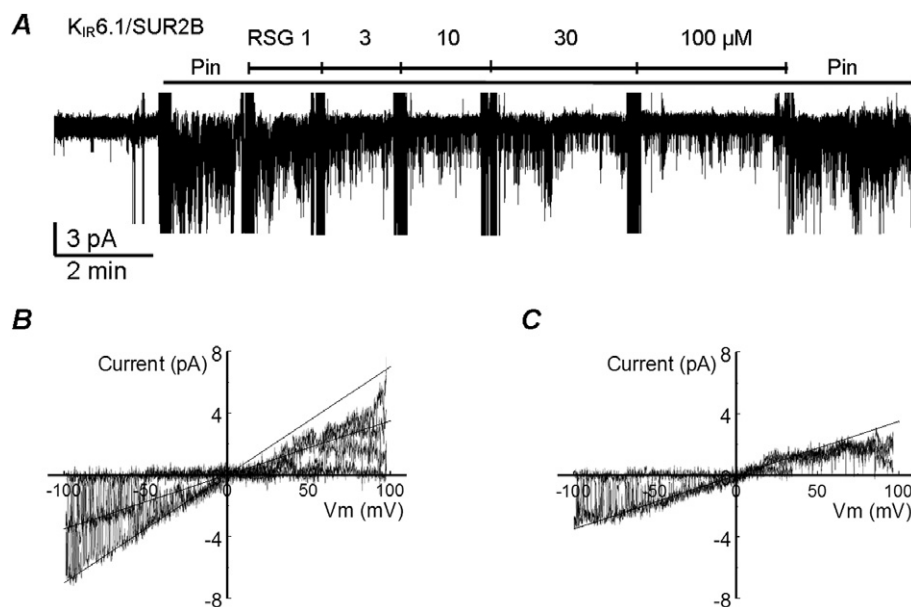 A KIR6.1/SUR2B
RSG 1 3 10 30 100 µM
Pin Pin
3 pA
2 min
B
C
Current (pA)
8
4
-4
-8
-100 -50 0 50 100
Vm (mV)
Current (pA)
8
4
-4
-8
-100 -50 0 50 100
Vm (mV)